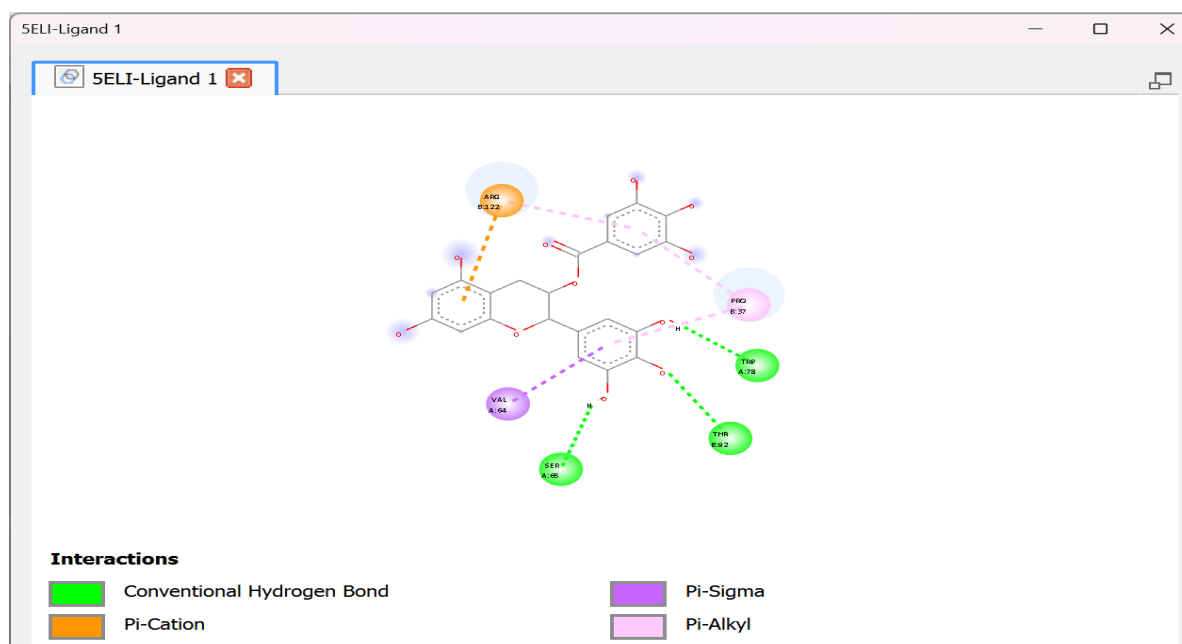 5ELI-Ligand 1
5ELI-Ligand 1
ARG
B:122
O
O
O
O
O
O
O
O
O
O
O
H
H
O
PRO
B:37
TRP
A:78
VAL
A:64
THR
B:92
SER
A:65
Interactions
Conventional Hydrogen Bond
Pi-Sigma
Pi-Cation
Pi-Alkyl